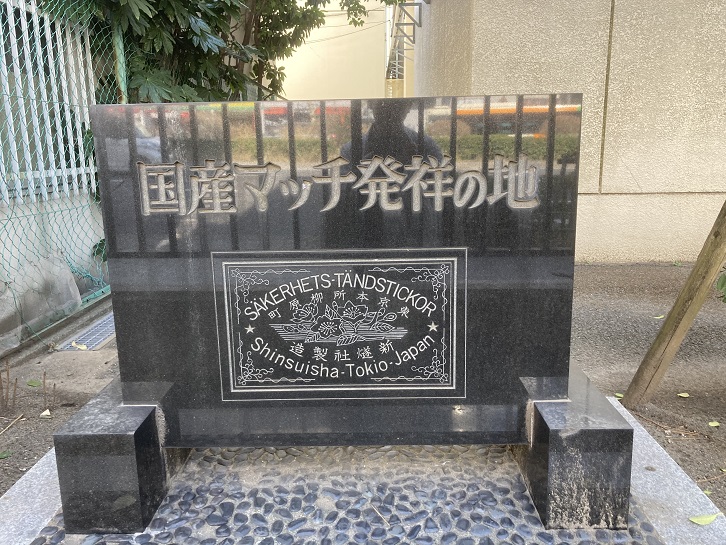 国産マッチ発祥の地
SÄKERHETS-TÄNDSTICKOR
町原柳所本京東
造製社燧新
Shinsuisha-Tokio-Japan